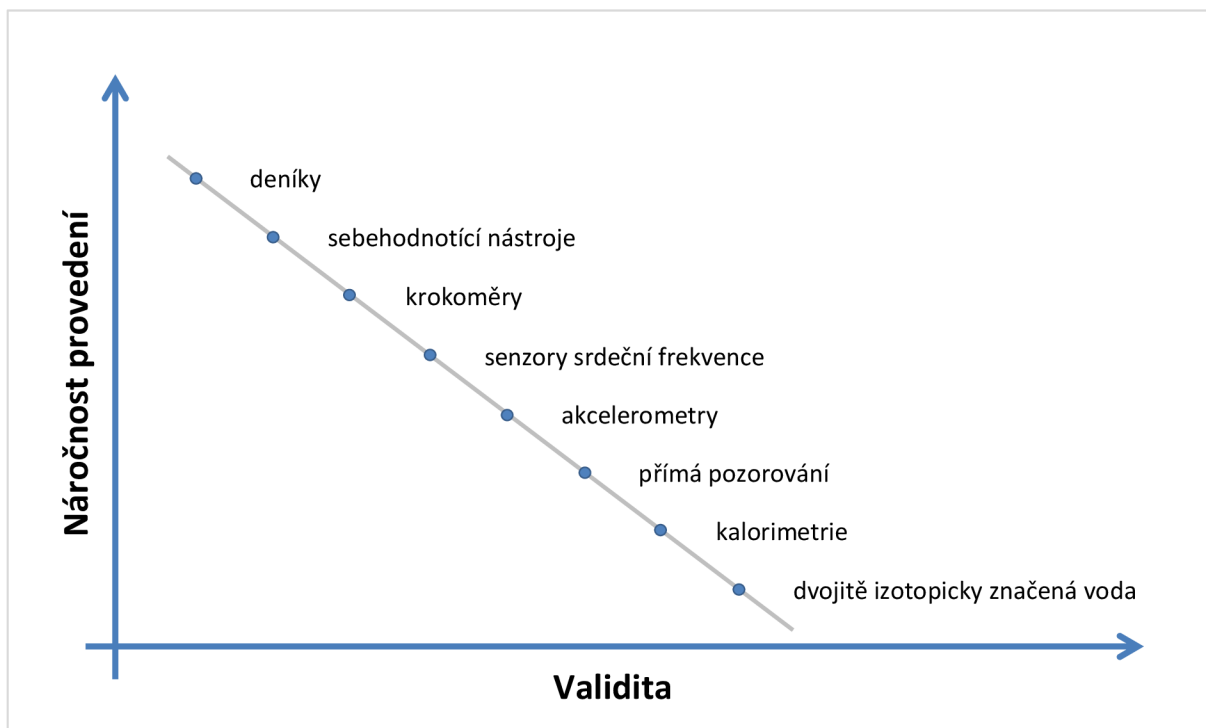 Náročnost provedení
deníky
sebehodnotící nástroje
krokoměry
senzory srdeční frekvence
akcelerometry
přímá pozorování
kalorimetrie
dvojitě izotopicky značená voda
Validita